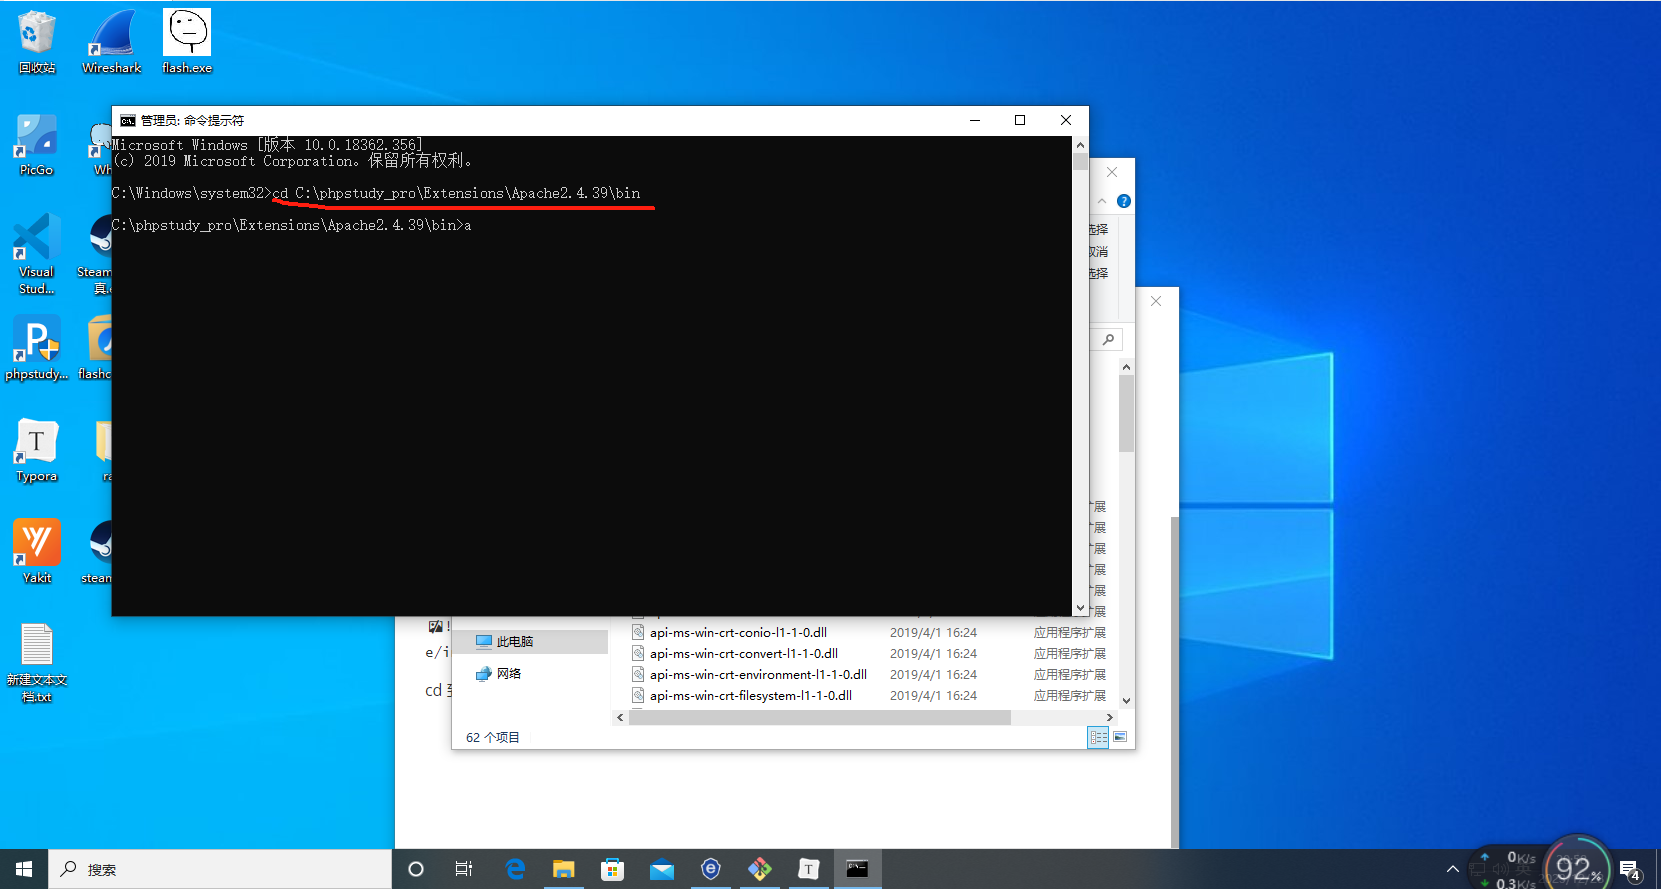 回收站
Wireshark
flash.exe
PicGo
Wh
Visual
Stud...
Steam
真.
phpstudy...
flashc
Typora
ra
Yakit
steam
新建文本文
档.txt
管理员: 命令提示符
Microsoft Windows [版本 10.0.18362.356]
(c) 2019 Microsoft Corporation。保留所有权利。
C:\Windows\system32>cd C:\phpstudy_pro\Extensions\Apache2.4.39\bin
C:\phpstudy_pro\Extensions\Apache2.4.39\bin>a
选择
取消
选择
扩展
扩展
扩展
扩展
扩展
扩展
e/i
cd 到
此电脑
网络
api-ms-win-crt-conio-l1-1-0.dll 2019/4/1 16:24 应用程序扩展
api-ms-win-crt-convert-l1-1-0.dll 2019/4/1 16:24 应用程序扩展
api-ms-win-crt-environment-l1-1-0.dll 2019/4/1 16:24 应用程序扩展
api-ms-win-crt-filesystem-l1-1-0.dll 2019/4/1 16:24 应用程序扩展
62 个项目
搜索
0K/s
0.3K/s
92%
4